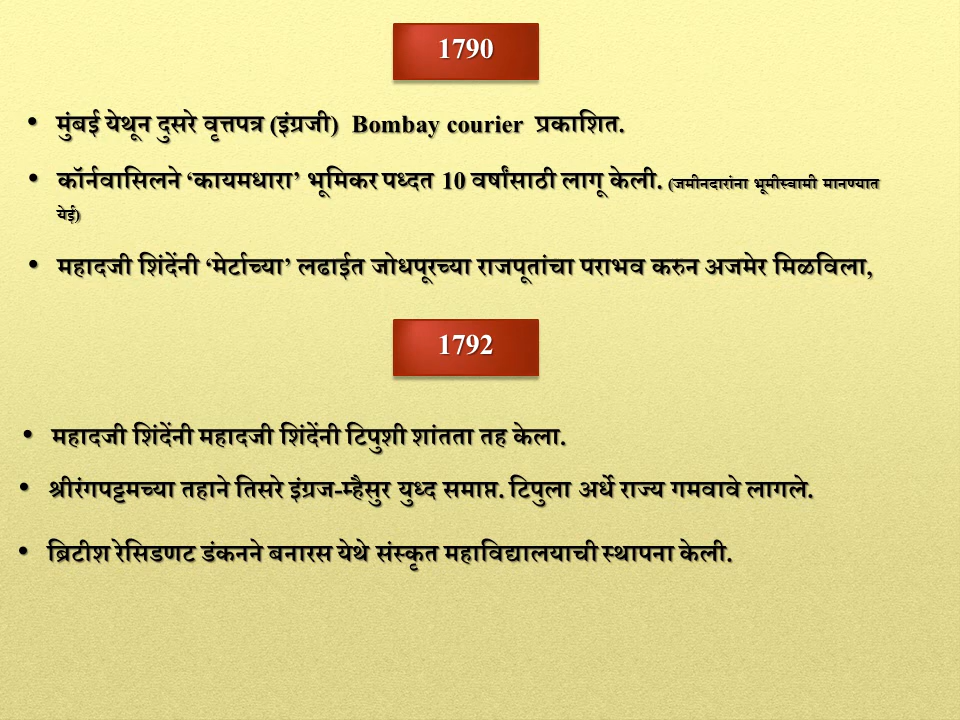 1790
• मुंबई येथून दुसरे वृत्तपत्र (इंग्रजी) Bombay courier प्रकाशित.
• कॉर्नवासिलने ‘कायमधारा’ भूमिकर पध्दत 10 वर्षांसाठी लागू केली. (जमीनदारांना भूमीस्वामी मानण्यात
येई)
• महादजी शिंदेंनी ‘मेर्टाच्या’ लढाईत जोधपूरच्या राजपूतांचा पराभव करुन अजमेर मिळविला,
1792
• महादजी शिंदेंनी महादजी शिंदेंनी टिपुशी शांतता तह केला.
• श्रीरंगपट्टमच्या तहाने तिसरे इंग्रज-म्हैसुर युध्द समाप्त. टिपुला अर्धे राज्य गमवावे लागले.
• ब्रिटीश रेसिडणट डंकनने बनारस येथे संस्कृत महाविद्यालयाची स्थापना केली.